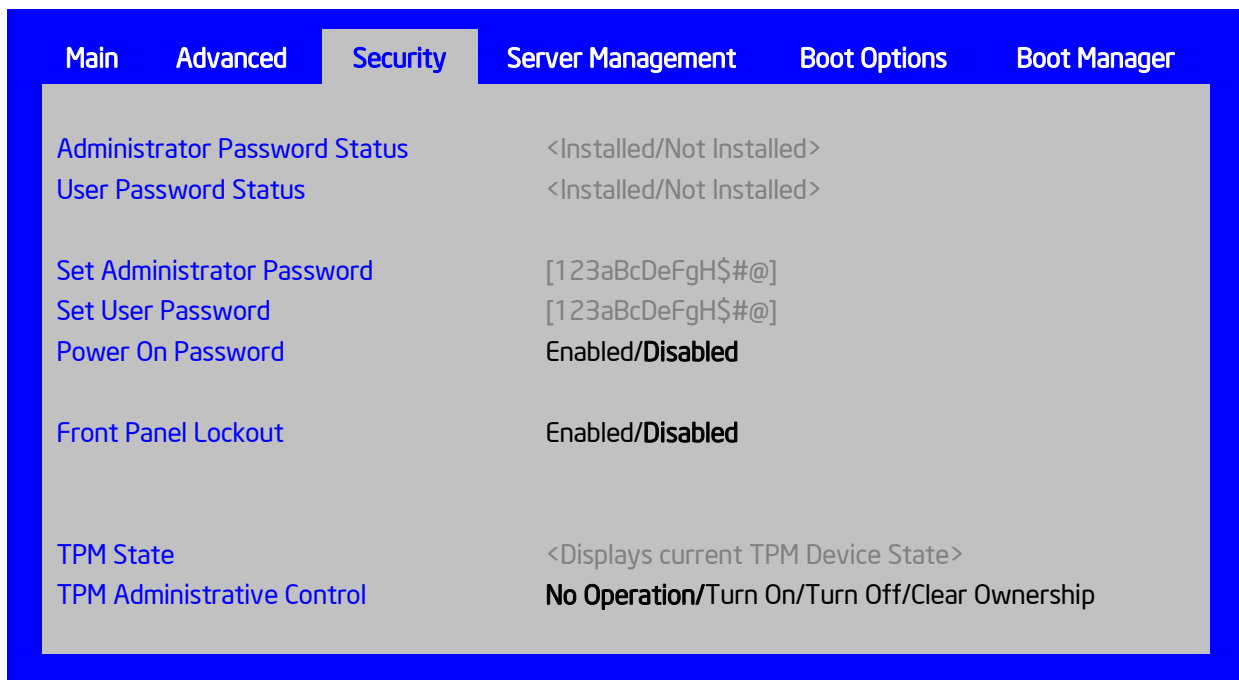 Main Advanced Security Server Management Boot Options Boot Manager
Administrator Password Status <Installed/Not Installed>
User Password Status <Installed/Not Installed>
Set Administrator Password [123aBcDeFgH$#@]
Set User Password [123aBcDeFgH$#@]
Power On Password Enabled/Disabled
Front Panel Lockout Enabled/Disabled
TPM State <Displays current TPM Device State>
TPM Administrative Control No Operation/Turn On/Turn Off/Clear Ownership